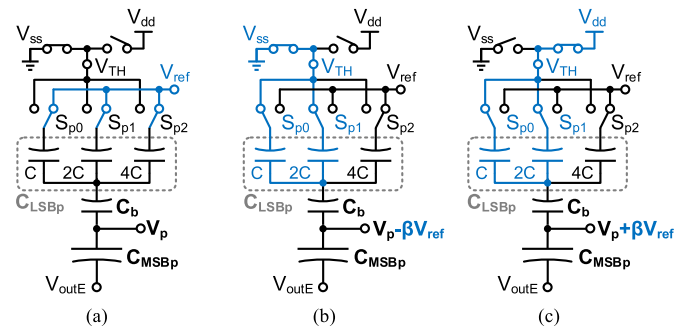 Vss Vdd VTH Vref
Sp0 Sp1 Sp2
C 2C 4C
CLSBp Cb
Vp
CMSBp
VoutE
(a)
Vss Vdd VTH Vref
Sp0 Sp1 Sp2
C 2C 4C
CLSBp Cb
Vp-βVref
CMSBp
VoutE
(b)
Vss Vdd VTH Vref
Sp0 Sp1 Sp2
C 2C 4C
CLSBp Cb
Vp+βVref
CMSBp
VoutE
(c)